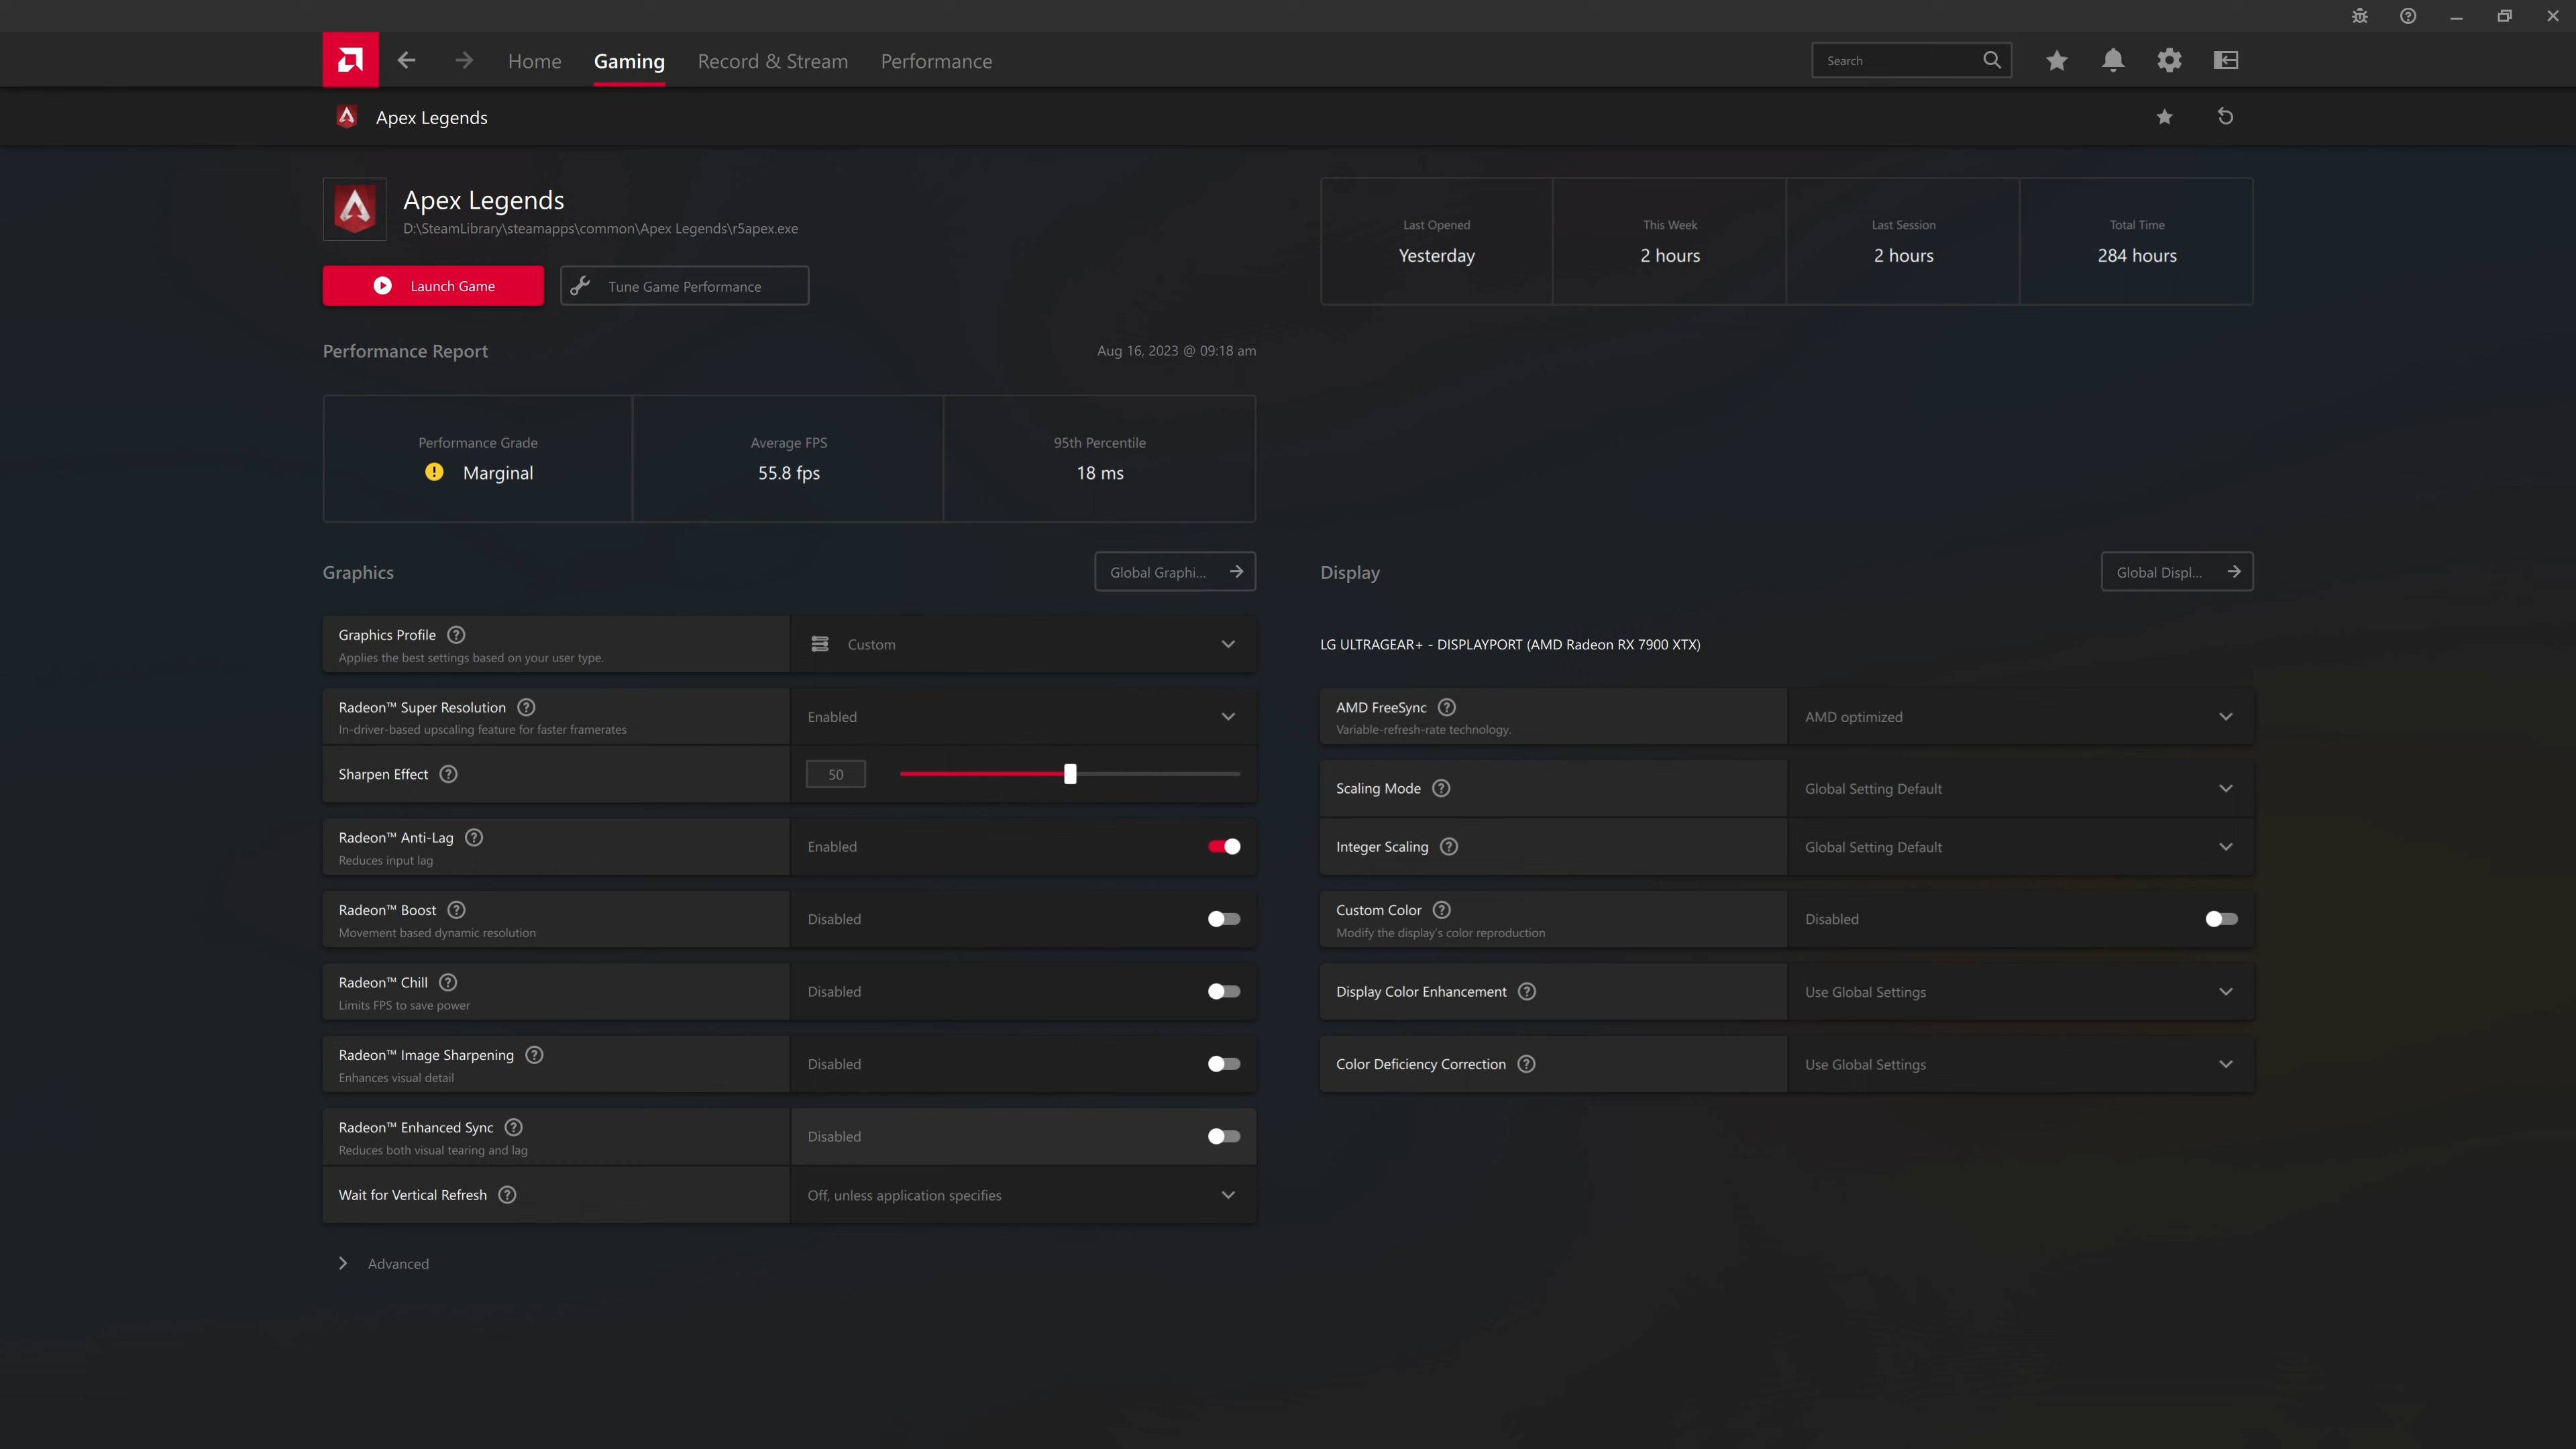 Home Gaming Record & Stream Performance Search
Apex Legends
Apex Legends
D:\SteamLibrary\steamapps\common\Apex Legends\r5apex.exe
Launch Game Tune Game Performance
Last Opened
Yesterday
This Week
2 hours
Last Session
2 hours
Total Time
284 hours
Performance Report Aug 16, 2023 @ 09:18 am
Performance Grade
Marginal
Average FPS
55.8 fps
95th Percentile
18 ms
Graphics Global Graphi...
Graphics Profile
Applies the best settings based on your user type.
Custom
Radeon™ Super Resolution
In-driver-based upscaling feature for faster framerates
Enabled
Sharpen Effect 50
Radeon™ Anti-Lag
Reduces input lag
Enabled
Radeon™ Boost
Movement based dynamic resolution
Disabled
Radeon™ Chill
Limits FPS to save power
Disabled
Radeon™ Image Sharpening
Enhances visual detail
Disabled
Radeon™ Enhanced Sync
Reduces both visual tearing and lag
Disabled
Wait for Vertical Refresh Off, unless application specifies
Advanced
Display Global Displ...
LG ULTRAGEAR+ - DISPLAYPORT (AMD Radeon RX 7900 XTX)
AMD FreeSync
Variable-refresh-rate technology.
AMD optimized
Scaling Mode Global Setting Default
Integer Scaling Global Setting Default
Custom Color
Modify the display's color reproduction
Disabled
Display Color Enhancement Use Global Settings
Color Deficiency Correction Use Global Settings